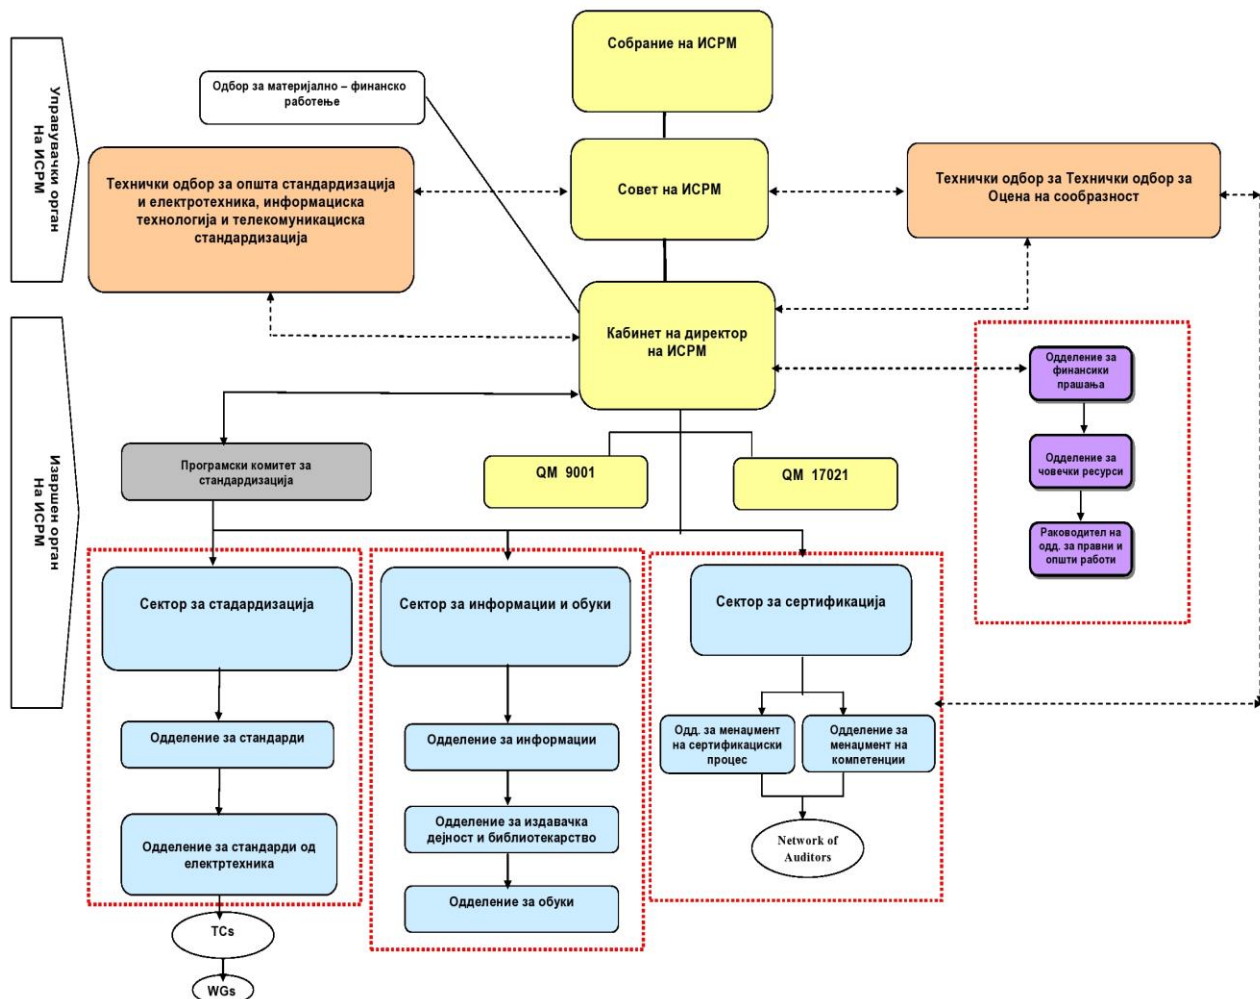 Собрание на ИСРМ
Управувачки орган
На ИСРМ
Одбор за материјално – финанско
работење
Технички одбор за општа стандардизација
и електротехника, информациска
технологија и телекомуникациска
стандардизација
Совет на ИСРМ
Технички одбор за Технички одбор за
Оцена на сообразност
Извршен орган
На ИСРМ
Кабинет на директор
на ИСРМ
Одделение за
финансики
прашања
Одделение за
човечки ресурси
Раководител на
одд. за правни и
општи работи
Програмски комитет за
стандардизација
QM 9001
QM 17021
Сектор за стадардизација
Одделение за стандарди
Одделение за стандарди од
електртехника
TCs
WGs
Сектор за информации и обуки
Одделение за информации
Одделение за издавачка
дејност и библиотекарство
Одделение за обуки
Сектор за сертификација
Одд. за менаџмент
на сертификациски
процес
Одделение за
менаџмент на
компетенции
Network of
Auditors